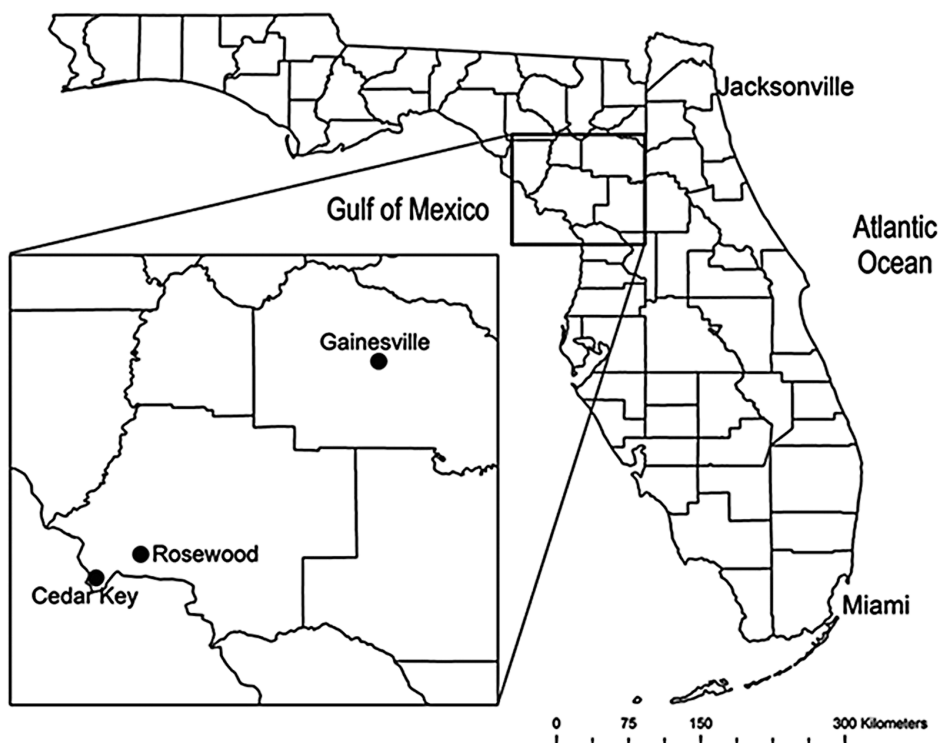 Jacksonville
Gulf of Mexico
Atlantic
Ocean
Gainesville
Rosewood
Cedar Key
Miami
0 75 150 300 Kilometers